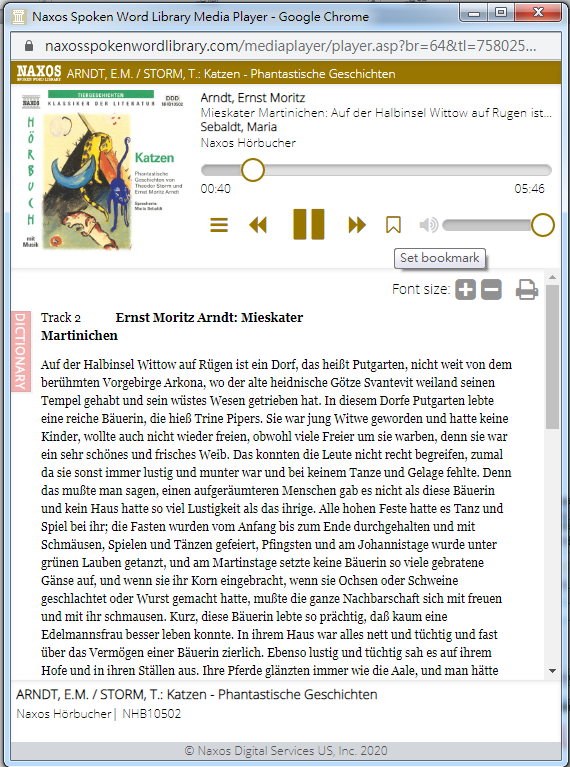 Naxos Spoken Word Library Media Player - Google Chrome
naxosspokenwordlibrary.com/mediaplayer/player.asp?br=64&tl=758025...
NAXOS
SPOKEN WORD LIBRARY
ARNDT, E.M. / STORM, T.: Katzen - Phantastische Geschichten
NAXOS
TIERGESCHICHTEN
KLASSIKER DER LITERATUR
DDD
NHB10502
HÖRBUCH
mit
Musik
Katzen
Phantastische
Geschichten von
Theodor Storm und
Ernst Moritz Arndt
Sprecherin:
Maria Sebaldt
Arndt, Ernst Moritz
Mieskater Martinichen: Auf der Halbinsel Wittow auf Rugen ist...
Sebaldt, Maria
Naxos Hörbucher
00:40
05:46
Set bookmark
Font size:
DICTIONARY
Track 2 Ernst Moritz Arndt: Mieskater
Martinichen
Auf der Halbinsel Wittow auf Rügen ist ein Dorf, das heißt Putgarten, nicht weit von dem
berühmten Vorgebirge Arkona, wo der alte heidnische Götze Svantevit weiland seinen
Tempel gehabt und sein wüstes Wesen getrieben hat. In diesem Dorfe Putgarten lebte
eine reiche Bäuerin, die hieß Trine Pipers. Sie war jung Witwe geworden und hatte keine
Kinder, wollte auch nicht wieder freien, obwohl viele Freier um sie warben, denn sie war
ein sehr schönes und frisches Weib. Das konnten die Leute nicht recht begreifen, zumal
da sie sonst immer lustig und munter war und bei keinem Tanze und Gelage fehlte. Denn
das mußte man sagen, einen aufgeräumteren Menschen gab es nicht als diese Bäuerin
und kein Haus hatte so viel Lustigkeit als das ihrige. Alle hohen Feste hatte es Tanz und
Spiel bei ihr; die Fasten wurden vom Anfang bis zum Ende durchgehalten und mit
Schmäusen, Spielen und Tänzen gefeiert, Pfingsten und am Johannistage wurde unter
grünen Lauben getanzt, und am Martinstage setzte keine Bäuerin so viele gebratene
Gänse auf, und wenn sie ihr Korn eingebracht, wenn sie Ochsen oder Schweine
geschlachtet oder Wurst gemacht hatte, mußte die ganze Nachbarschaft sich mit freuen
und mit ihr schmausen. Kurz, diese Bäuerin lebte so prächtig, daß kaum eine
Edelmannsfrau besser leben konnte. In ihrem Haus war alles nett und tüchtig und fast
über das Vermögen einer Bäuerin zierlich. Ebenso lustig und tüchtig sah es auf ihrem
Hofe und in ihren Ställen aus. Ihre Pferde glänzten immer wie die Aale, und man hätte
ARNDT, E.M. / STORM, T.: Katzen - Phantastische Geschichten
Naxos Hörbucher| NHB10502
© Naxos Digital Services US, Inc. 2020